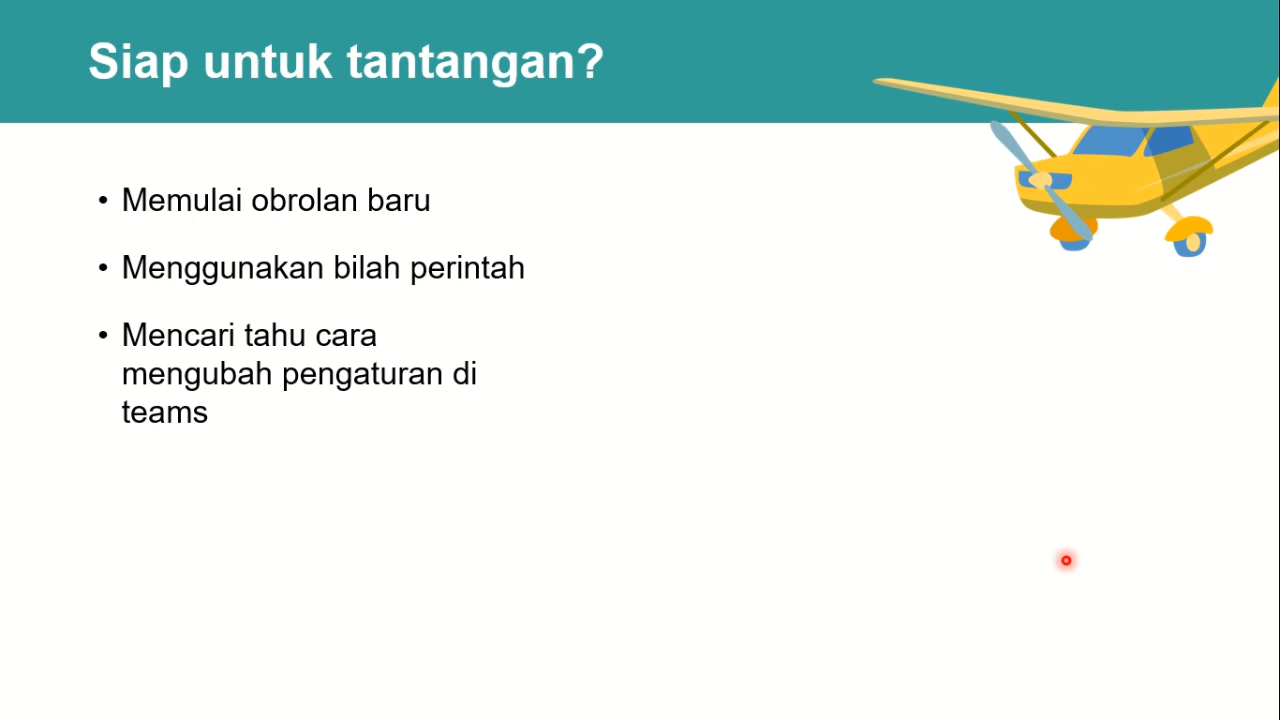 Siap untuk tantangan?
• Memulai obrolan baru
• Menggunakan bilah perintah
• Mencari tahu cara
mengubah pengaturan di
teams